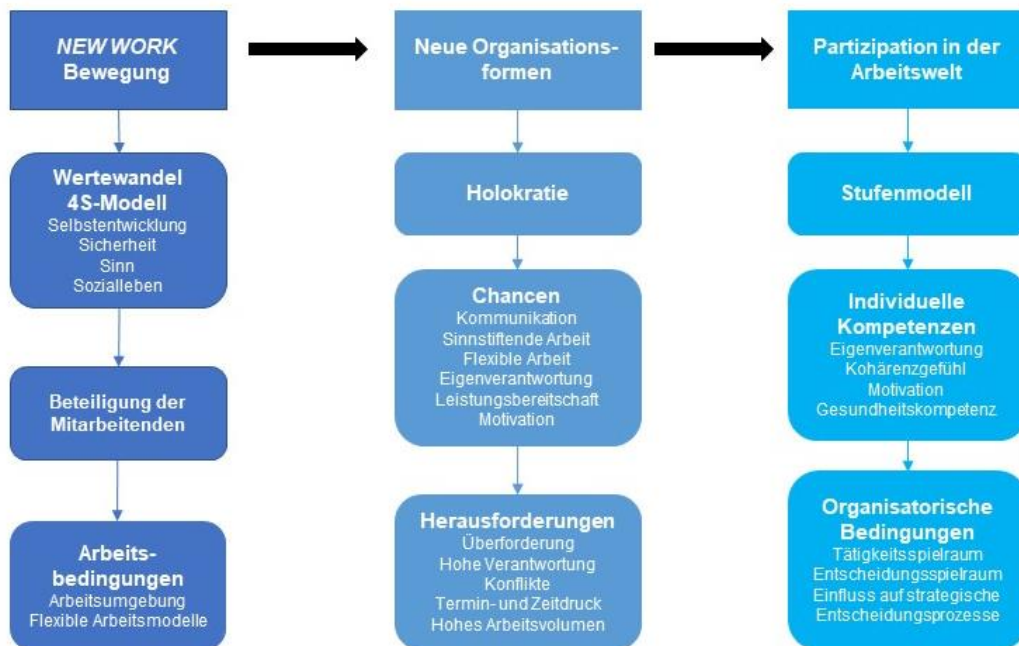 NEW WORK
Bewegung
Wertewandel
4S-Modell
Selbstentwicklung
Sicherheit
Sinn
Sozialleben
Beteiligung der
Mitarbeitenden
Arbeits-
bedingungen
Arbeitsumgebung
Flexible Arbeitsmodelle
Neue Organisations-
formen
Holokratie
Chancen
Kommunikation
Sinnstiftende Arbeit
Flexible Arbeit
Eigenverantwortung
Leistungsbereitschaft
Motivation
Herausforderungen
Überforderung
Hohe Verantwortung
Konflikte
Termin- und Zeitdruck
Hohes Arbeitsvolumen
Partizipation in der
Arbeitswelt
Stufenmodell
Individuelle
Kompetenzen
Eigenverantwortung
Kohärenzgefühl
Motivation
Gesundheitskompetenz
Organisatorische
Bedingungen
Tätigkeitsspielraum
Entscheidungsspielraum
Einfluss auf strategische
Entscheidungsprozesse